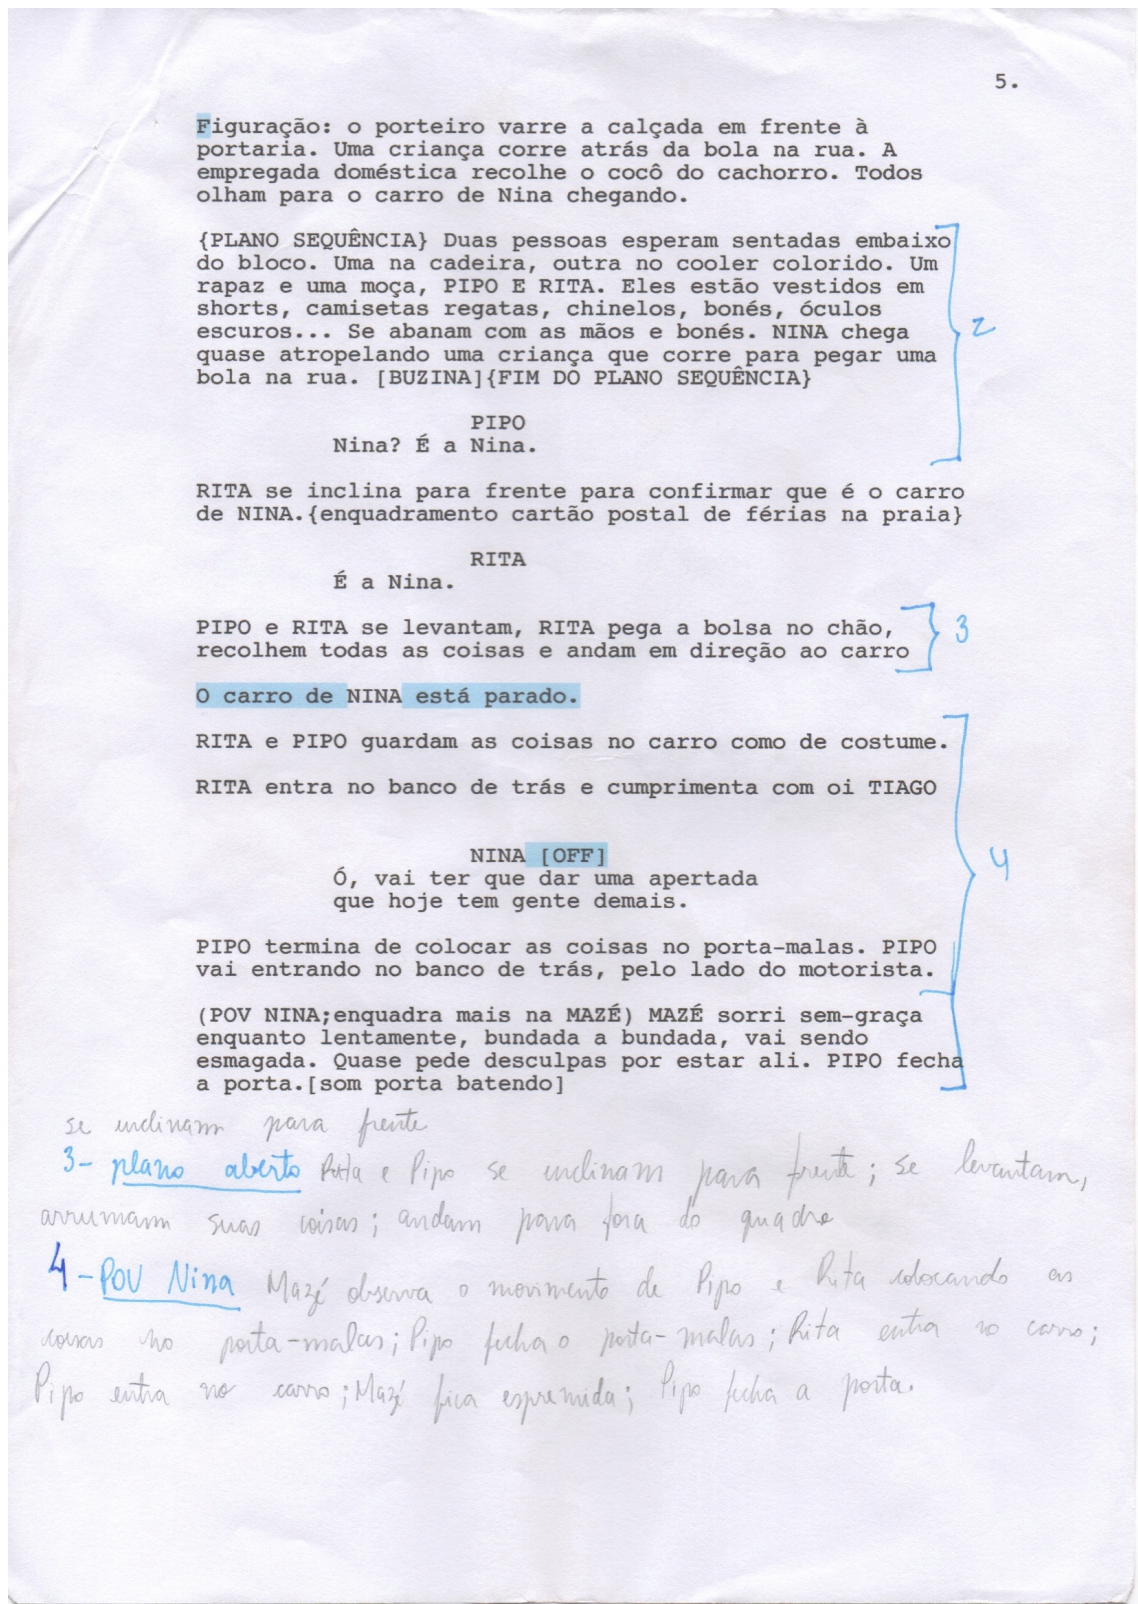 5.
Figuração: o porteiro varre a calçada em frente à
portaria. Uma criança corre atrás da bola na rua. A
empregada doméstica recolhe o cocô do cachorro. Todos
olham para o carro de Nina chegando.
{PLANO SEQUÊNCIA} Duas pessoas esperam sentadas embaixo
do bloco. Uma na cadeira, outra no cooler colorido. Um
rapaz e uma moça, PIPO E RITA. Eles estão vestidos em
shorts, camisetas regatas, chinelos, bonés, óculos
escuros... Se abanam com as mãos e bonés. NINA chega
quase atropelando uma criança que corre para pegar uma
bola na rua. [BUZINA]{FIM DO PLANO SEQUÊNCIA}
2
PIPO
Nina? É a Nina.
RITA se inclina para frente para confirmar que é o carro
de NINA.{enquadramento cartão postal de férias na praia}
RITA
É a Nina.
PIPO e RITA se levantam, RITA pega a bolsa no chão,
recolhem todas as coisas e andam em direção ao carro
3
O carro de NINA está parado.
RITA e PIPO guardam as coisas no carro como de costume.
RITA entra no banco de trás e cumprimenta com oi TIAGO
NINA [OFF]
Ó, vai ter que dar uma apertada
que hoje tem gente demais.
4
PIPO termina de colocar as coisas no porta-malas. PIPO
vai entrando no banco de trás, pelo lado do motorista.
(POV NINA;enquadra mais na MAZÉ) MAZÉ sorri sem-graça
enquanto lentamente, bundada a bundada, vai sendo
esmagada. Quase pede desculpas por estar ali. PIPO fecha
a porta.[som porta batendo]
se inclinam para frente
3- plano aberto Rita e Pipo se inclinam para frente; se levantam,
arrumam suas coisas; andam para fora do quadro
4- POV Nina Mazé observa o movimento de Pipo e Rita colocando as
coisas no porta-malas; Pipo fecha o porta-malas; Rita entra no carro;
Pipo entra no carro; Mazé fica espremida; Pipo fecha a porta.